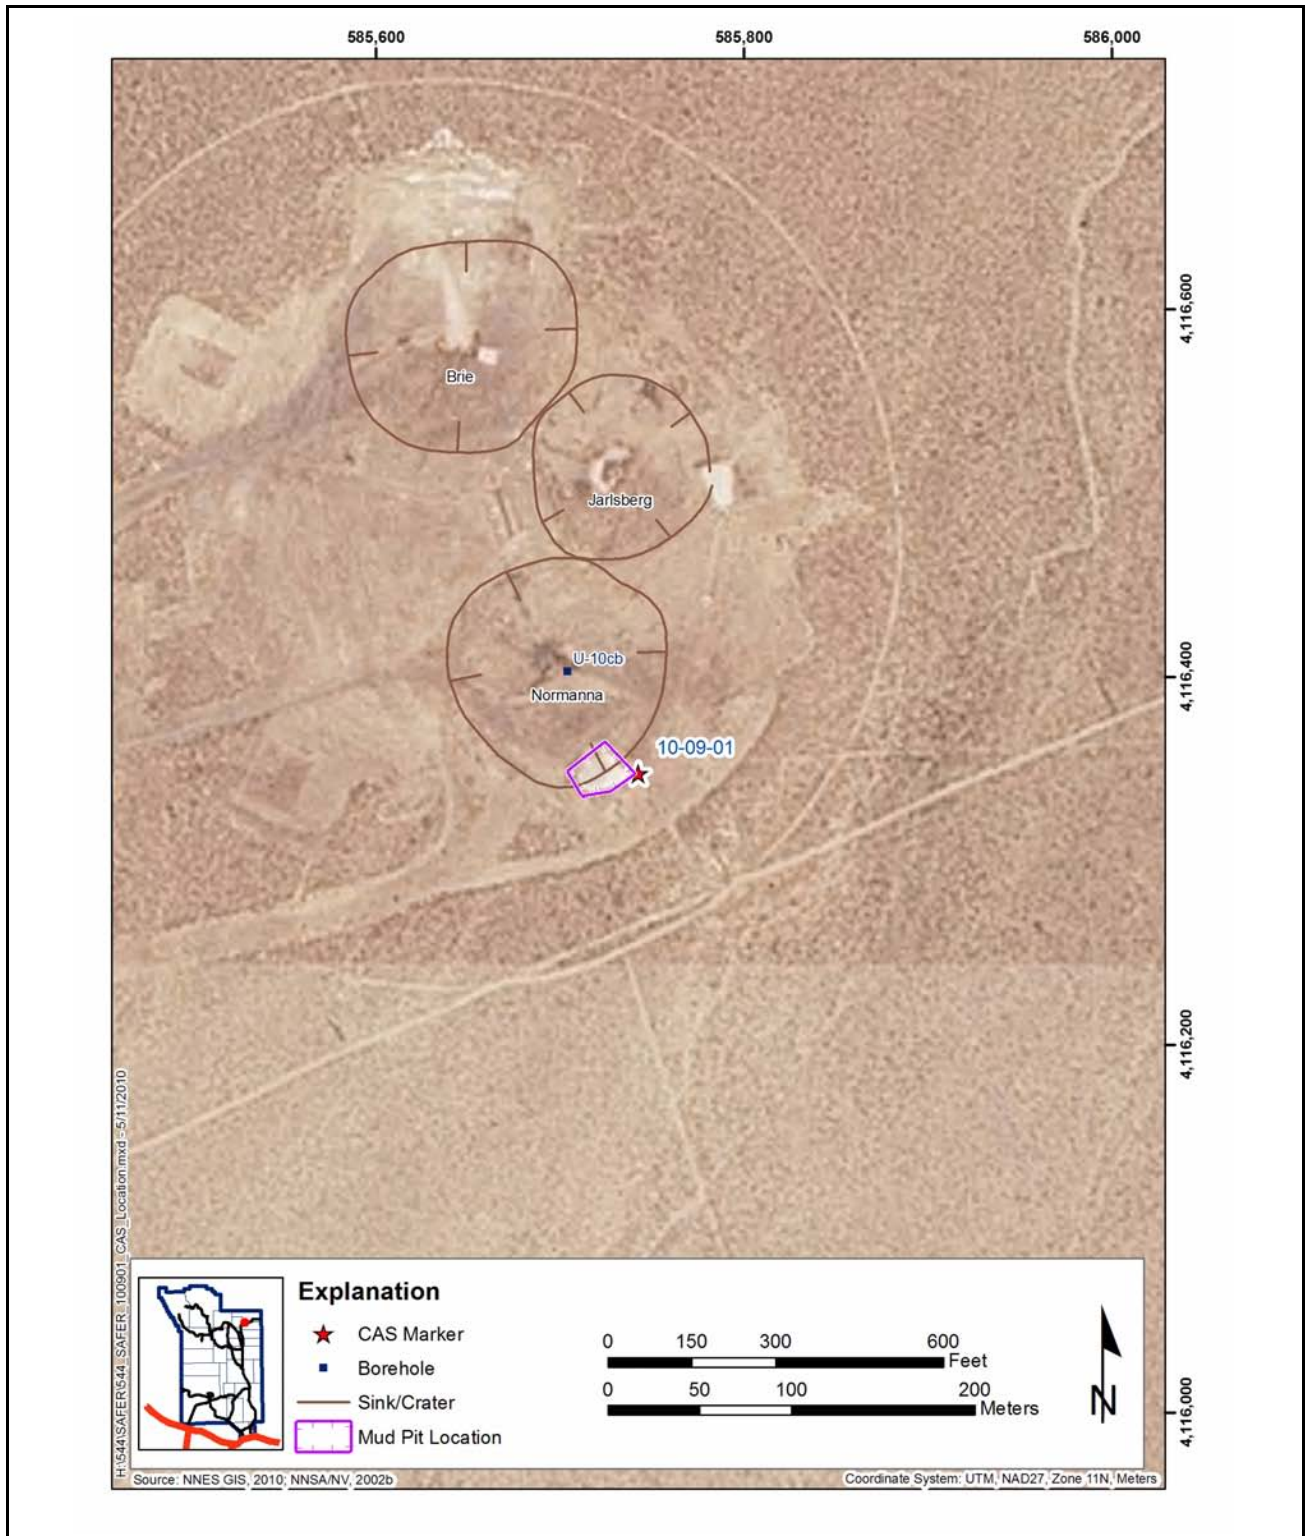 585,600 585,800 586,000
4,116,600
Brie
Jarlsberg
4,116,400
U-10cb
Normanna
10-09-01
4,116,200
H:\544\SAFER\544_SAFER_100901_CAS_Location.mxd - 5/11/2010
Explanation
CAS Marker
Borehole
Sink/Crater
Mud Pit Location
0 150 300 600
Feet
0 50 100 200
Meters
N
4,116,000
Source: NNES GIS, 2010; NNSA/NV, 2002b
Coordinate System: UTM, NAD27, Zone 11N, Meters